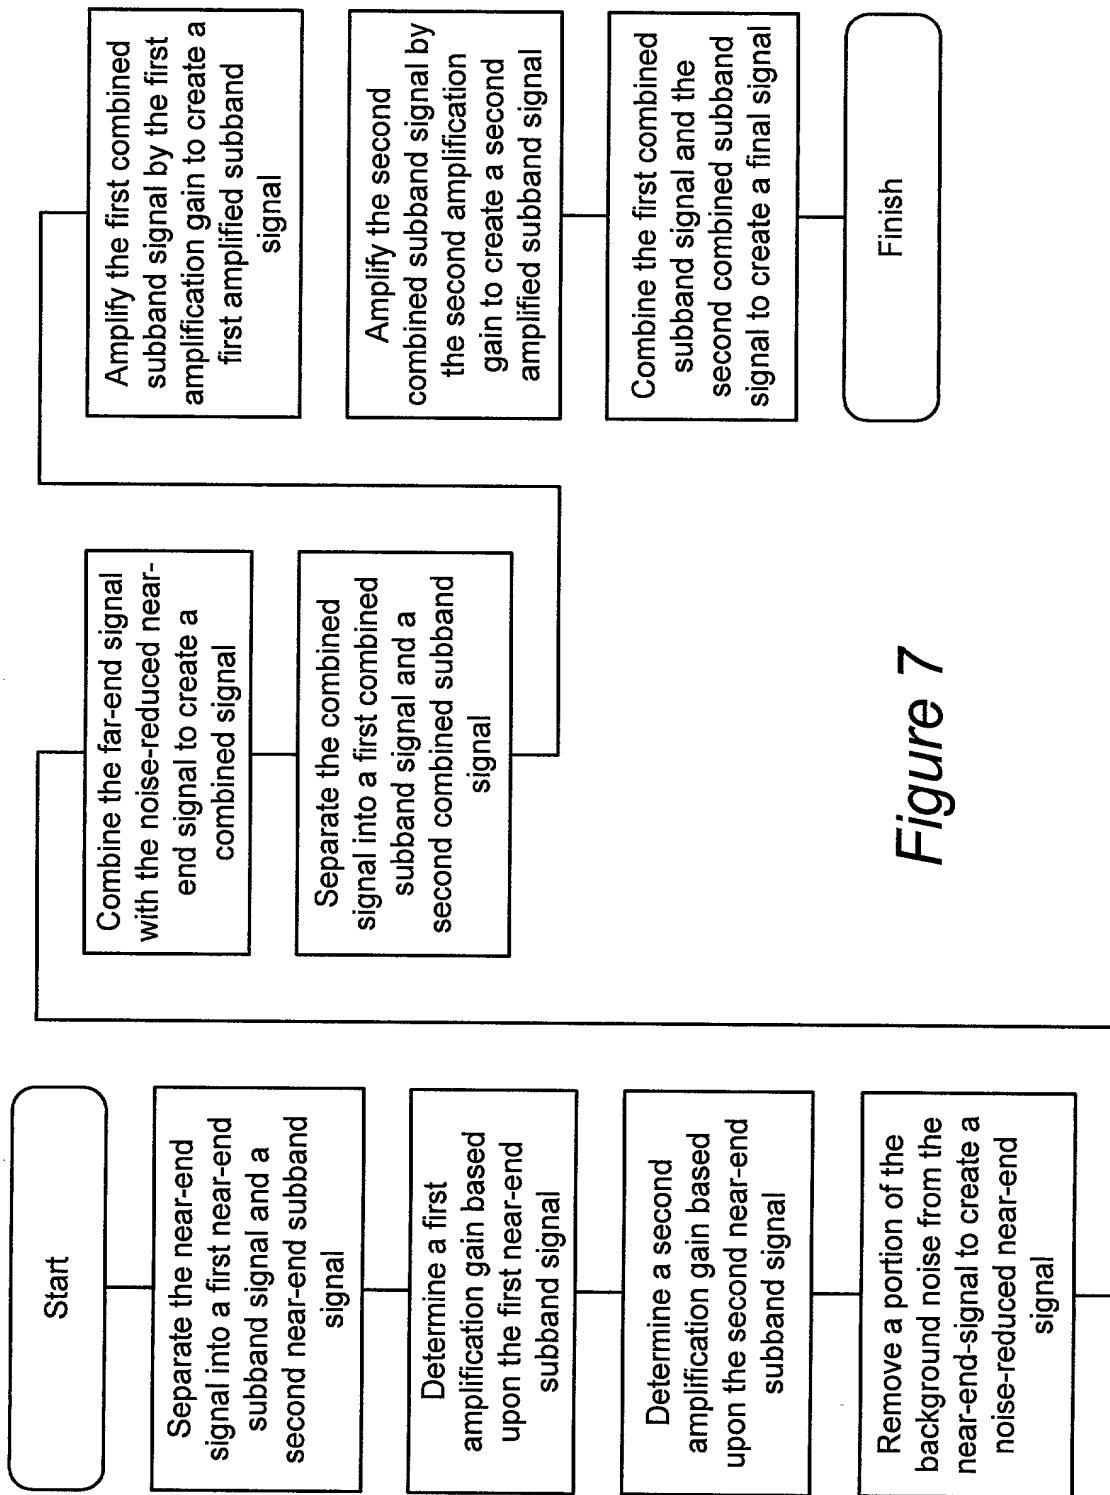 Start
Separate the near-end
signal into a first near-end
subband signal and a
second near-end subband
signal
Determine a first
amplification gain based
upon the first near-end
subband signal
Determine a second
amplification gain based
upon the second near-end
subband signal
Remove a portion of the
background noise from the
near-end-signal to create a
noise-reduced near-end
signal
Combine the far-end signal
with the noise-reduced near-
end signal to create a
combined signal
Separate the combined
signal into a first combined
subband signal and a
second combined subband
signal
Amplify the first combined
subband signal by the first
amplification gain to create a
first amplified subband
signal
Amplify the second
combined subband signal by
the second amplification
gain to create a second
amplified subband signal
Combine the first combined
subband signal and the
second combined subband
signal to create a final signal
Finish
Figure 7